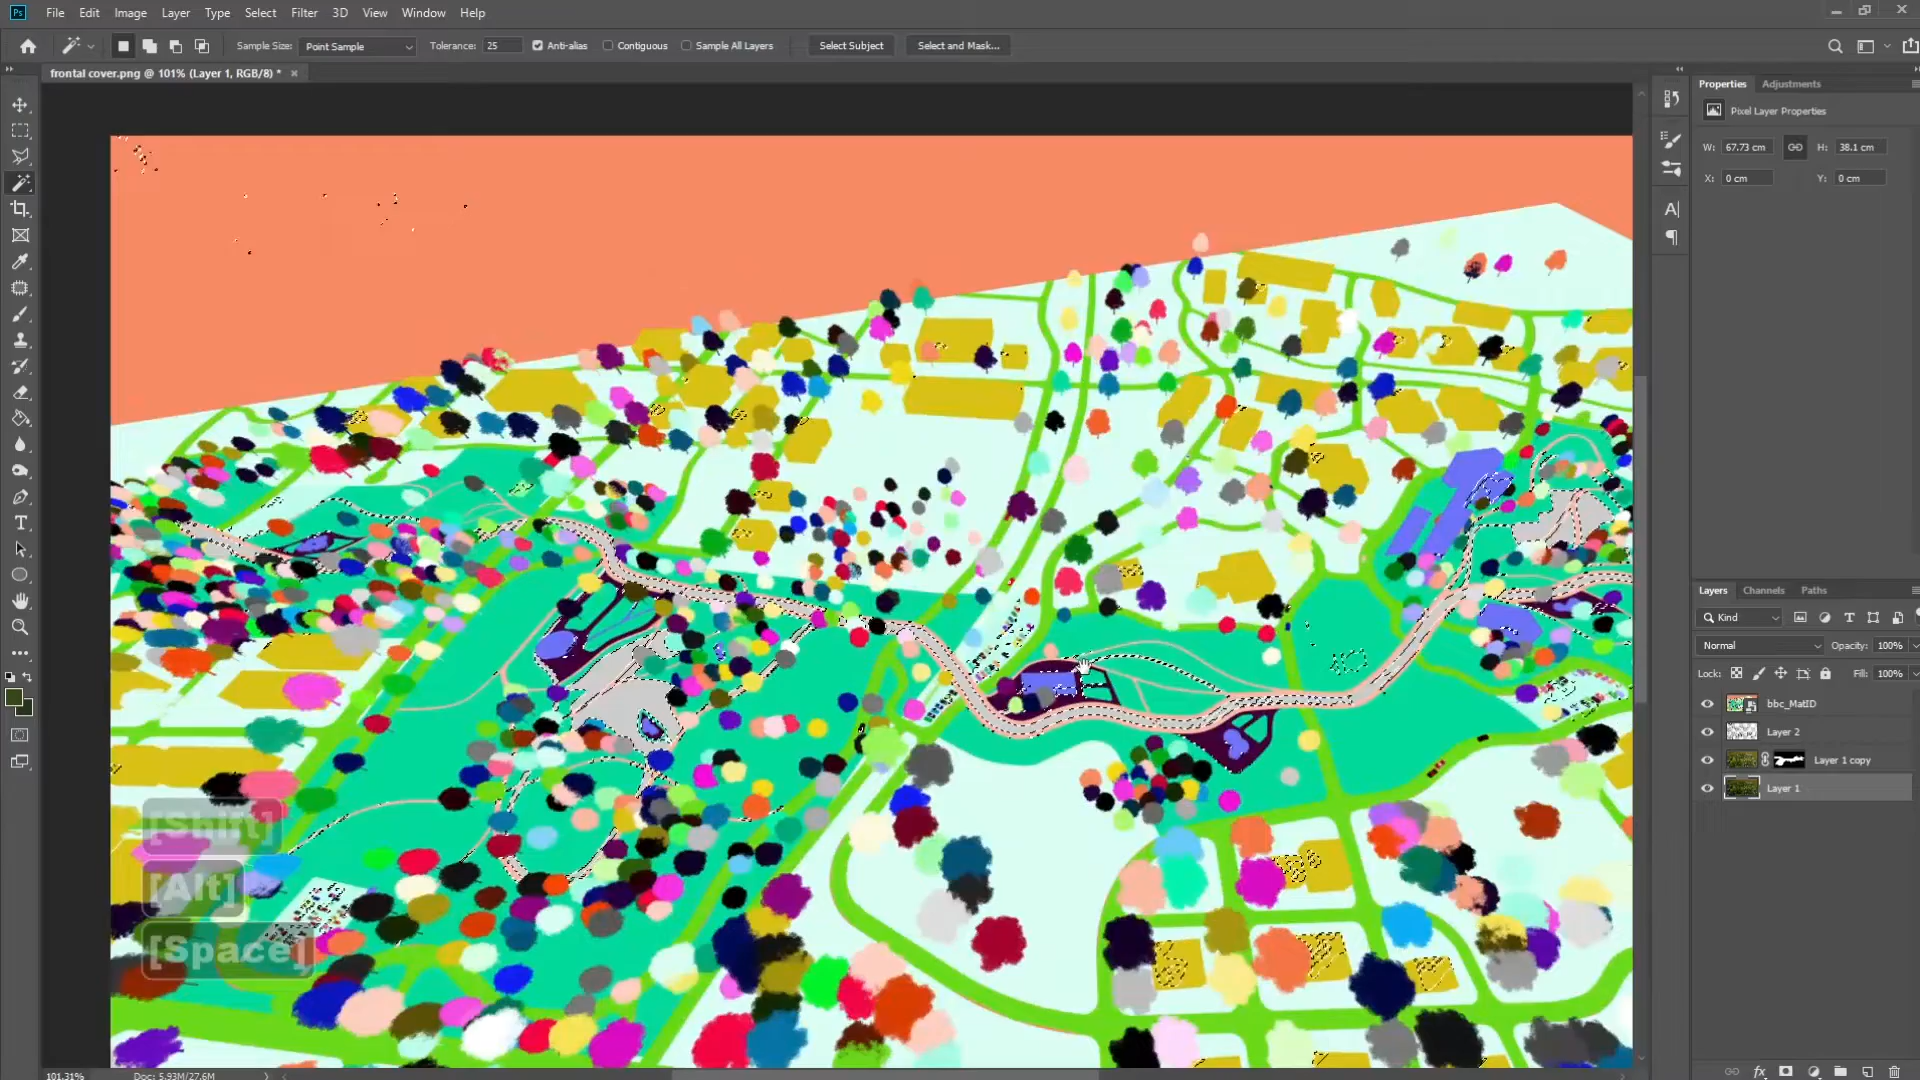 Ps File Edit Image Layer Type Select Filter 3D View Window Help
Sample Size: Point Sample Tolerance: 25 Anti-alias Contiguous Sample All Layers Select Subject Select and Mask...
frontal cover.png @ 101% (Layer 1, RGB/8) *
Properties Adjustments
Pixel Layer Properties
W: 67.73 cm H: 38.1 cm
X: 0 cm Y: 0 cm
Layers Channels Paths
Kind
Normal Opacity: 100%
Lock: Fill: 100%
bbc_MatID
Layer 2
Layer 1 copy
Layer 1
[Shift]
[Alt]
[Space]
101.31% Doc: 5.93M/27.6M